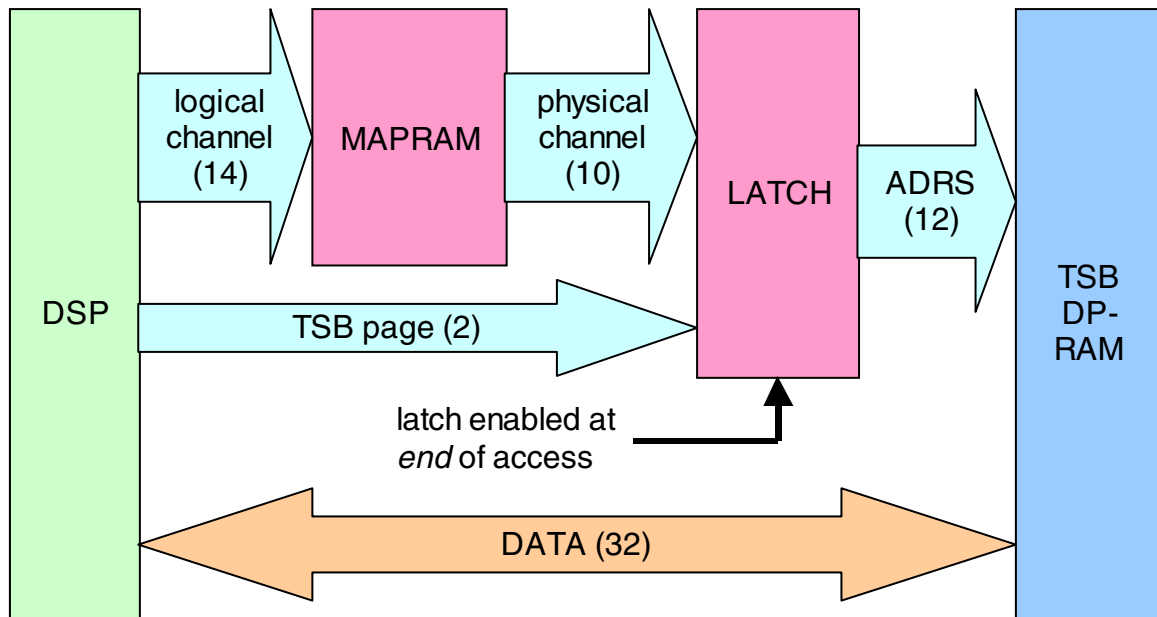 logical
channel
(14)
MAPRAM
physical
channel
(10)
LATCH
ADRS
(12)
DSP
TSB page (2)
TSB
DP-
RAM
latch enabled at
end of access
DATA (32)